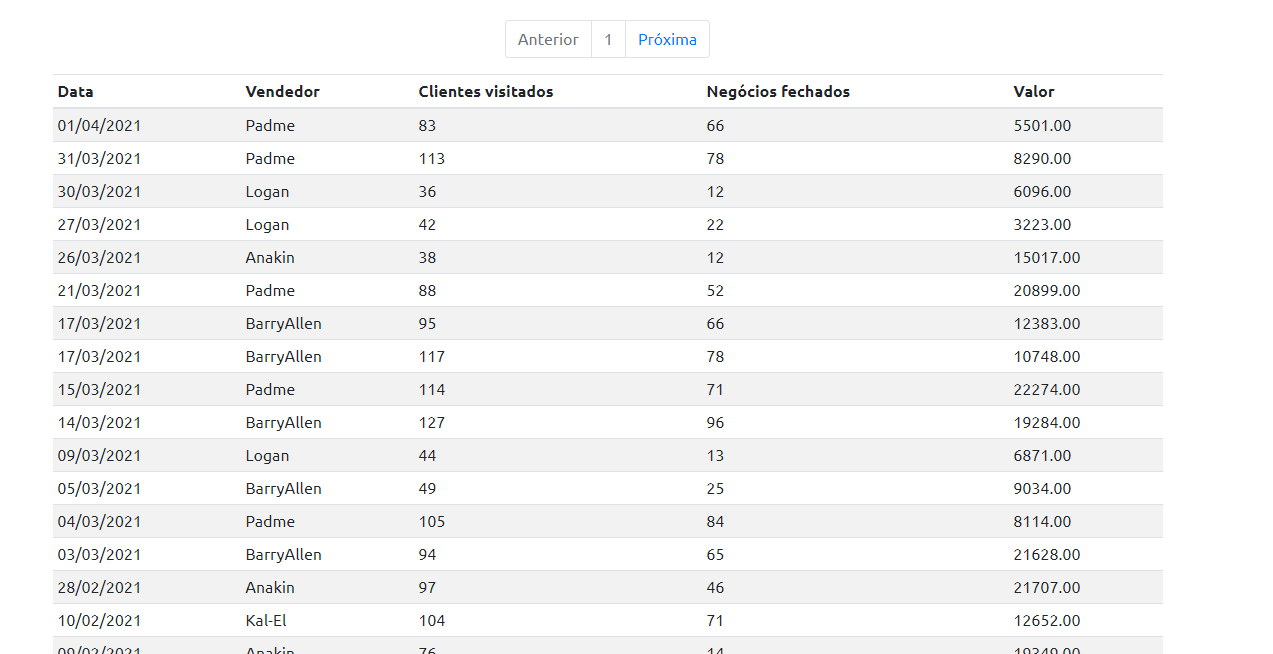 Anterior 1 Próxima
Data Vendedor Clientes visitados Negócios fechados Valor
01/04/2021 Padme 83 66 5501.00
31/03/2021 Padme 113 78 8290.00
30/03/2021 Logan 36 12 6096.00
27/03/2021 Logan 42 22 3223.00
26/03/2021 Anakin 38 12 15017.00
21/03/2021 Padme 88 52 20899.00
17/03/2021 BarryAllen 95 66 12383.00
17/03/2021 BarryAllen 117 78 10748.00
15/03/2021 Padme 114 71 22274.00
14/03/2021 BarryAllen 127 96 19284.00
09/03/2021 Logan 44 13 6871.00
05/03/2021 BarryAllen 49 25 9034.00
04/03/2021 Padme 105 84 8114.00
03/03/2021 BarryAllen 94 65 21628.00
28/02/2021 Anakin 97 46 21707.00
10/02/2021 Kal-El 104 71 12652.00
09/02/2021 Anakin 76 14 19349.00